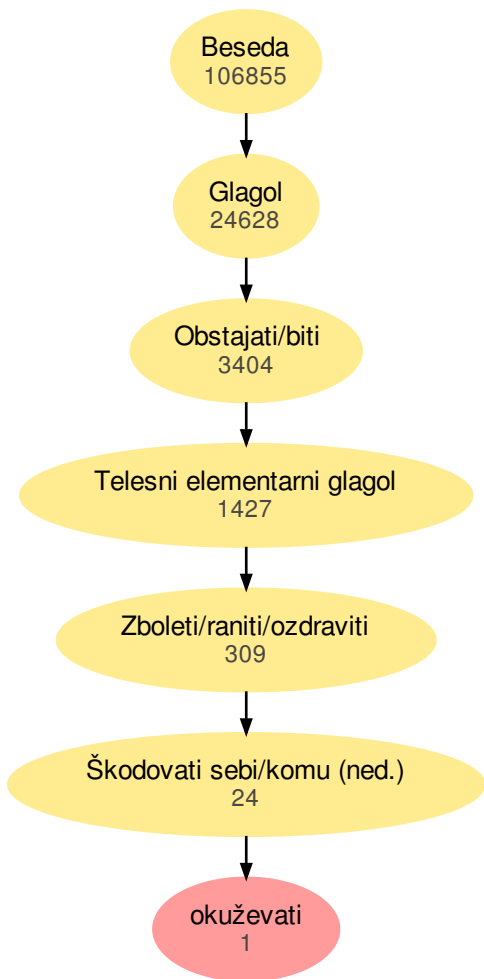 Beseda
106855
Glagol
24628
Obstajati/biti
3404
Telesni elementarni glagol
1427
Zboleti/raniti/ozdraviti
309
Škodovati sebi/komu (ned.)
24
okuževati
1